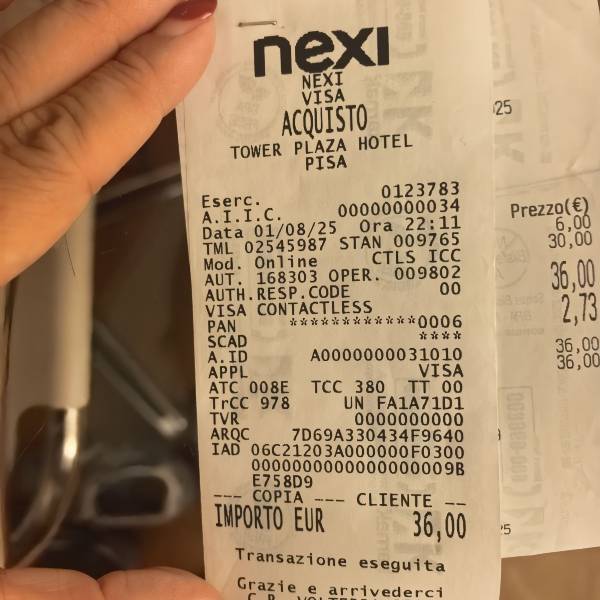 nexi
NEXI
VISA
ACQUISTO
TOWER PLAZA HOTEL
PISA
Eserc. 0123783
A.I.I.C. 00000000034
Data 01/08/25 Ora 22:11
TML 02545987 STAN 009765
Mod. Online CTLS ICC
AUT. 168303 OPER. 009802
AUTH.RESP.CODE 00
VISA CONTACTLESS
PAN ************0006
SCAD ****
A.ID A0000000031010
APPL VISA
ATC 008E TCC 380 TT 00
TrCC 978 UN FA1A71D1
TVR 0000000000
ARQC 7D69A330434F9640
IAD 06C21203A000000F0300
0000000000000000009B
E758D9
--- COPIA --- CLIENTE --
IMPORTO EUR 36,00
Transazione eseguita
Grazie e arrivederci
25
Prezzo(€)
6,00
30,00
36,00
2,73
36,00
36,00